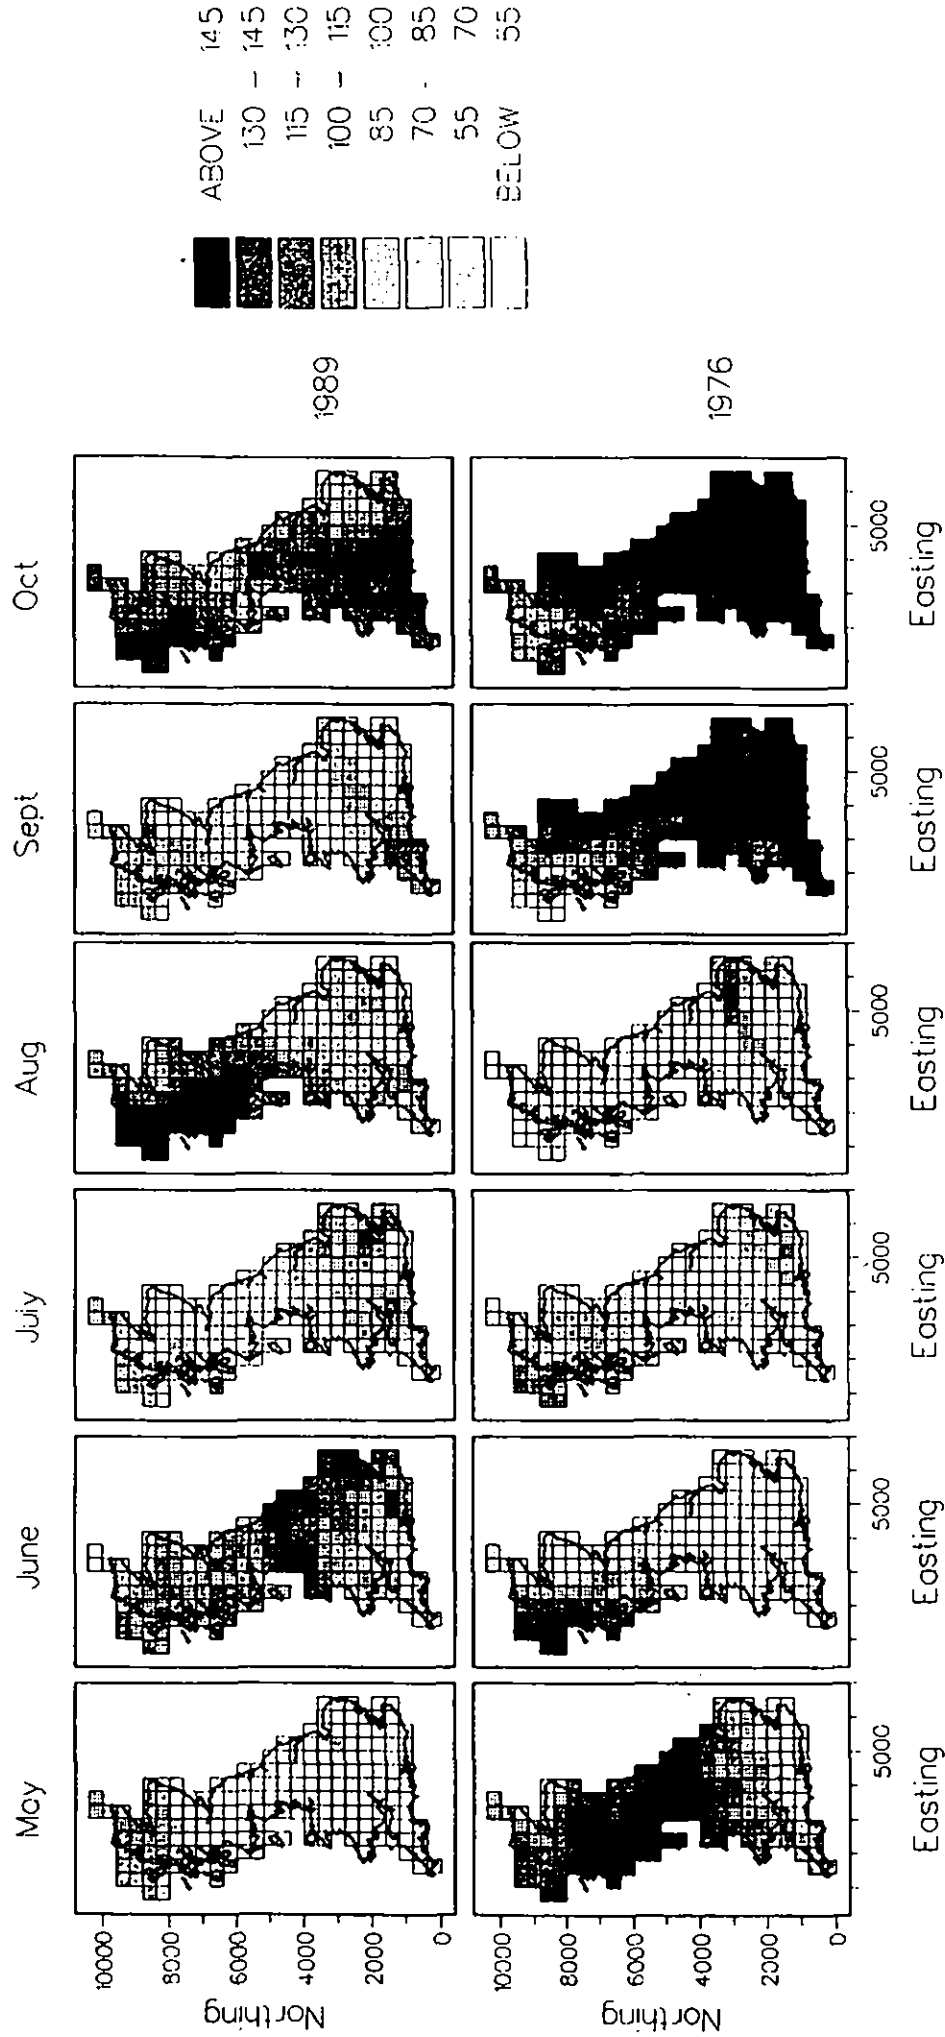 May June July Aug Sept Oct
Northing
10000
8000
6000
4000
2000
0
1989
Northing
10000
8000
6000
4000
2000
0
1976
5000 5000 5000 5000 5000 5000
Easting Easting Easting Easting Easting Easting
ABOVE 145
130 - 145
115 - 130
100 - 115
85 100
70 - 85
55 70
BELOW 55